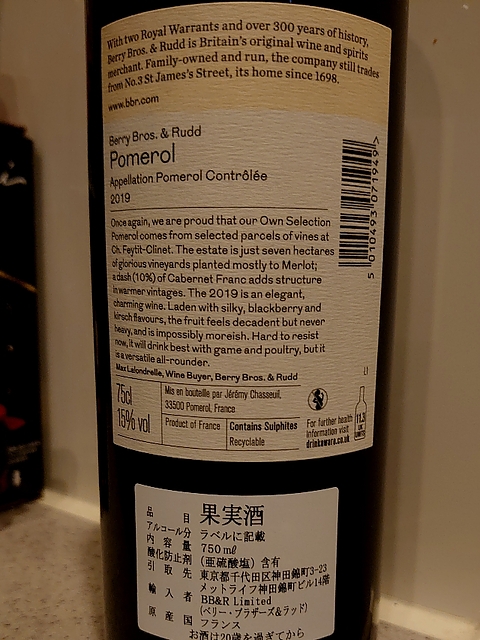 With two Royal Warrants and over 300 years of history,
Berry Bros. & Rudd is Britain's original wine and spirits
merchant. Family-owned and run, the company still trades
from No.3 St James's Street, its home since 1698.
www.bbr.com
Berry Bros. & Rudd
Pomerol
Appellation Pomerol Contrôlée
2019
Once again, we are proud that our Own Selection
Pomerol comes from selected parcels of vines at
Ch. Feytit-Clinet. The estate is just seven hectares
of glorious vineyards planted mostly to Merlot;
a dash (10%) of Cabernet Franc adds structure
in warmer vintages. The 2019 is an elegant,
charming wine. Laden with silky, blackberry and
kirsch flavours, the fruit feels decadent but never
heavy, and is impossibly moreish. Hard to resist
now, it will drink best with game and poultry, but it
is a versatile all-rounder.
Max Lalondrelle, Wine Buyer, Berry Bros. & Rudd
5 010493 071949 >
75cl
15% vol
Mis en bouteille par Jérémy Chasseuil,
33500 Pomerol, France
Product of France
Contains Sulphites
Recyclable
For further health
information visit
drinkaware.co.uk
11.3
UK
UNITS
L1
品目 果実酒
アルコール分 ラベルに記載
内容量 750㎖
酸化防止剤 (亜硫酸塩) 含有
引取先 東京都千代田区神田錦町3-23
メットライフ神田錦町ビル14階
輸入者 BB&R Limited
(ベリー・ブラザーズ&ラッド)
原産国 フランス
お酒は20歳を過ぎてから